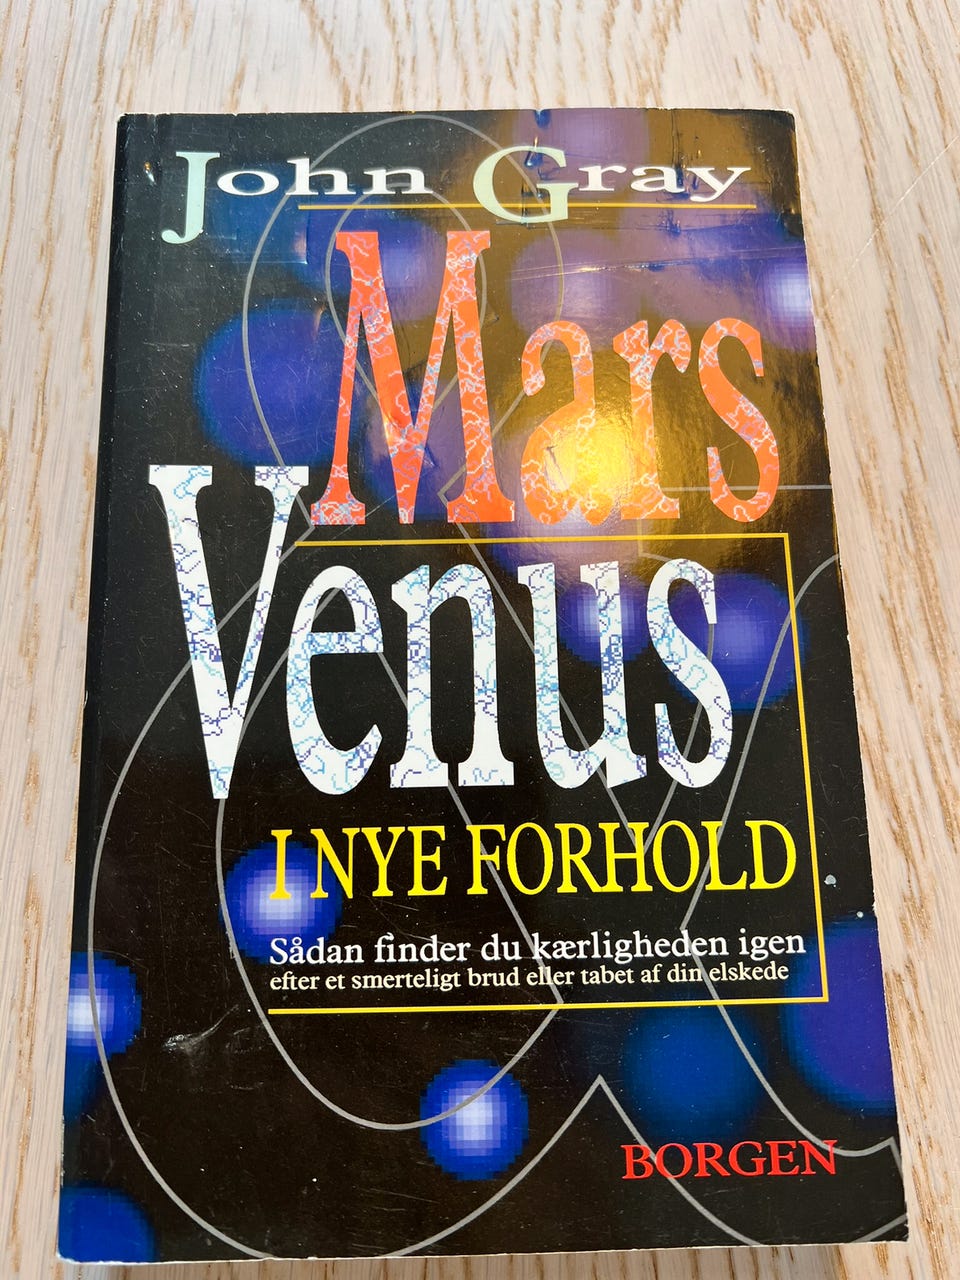 John Gray
Mars
&
Venus
I NYE FORHOLD
Sådan finder du kærligheden igen
efter et smerteligt brud eller tabet af din elskede
BORGEN